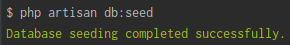 $ php artisan db:seed
Database seeding completed successfully.